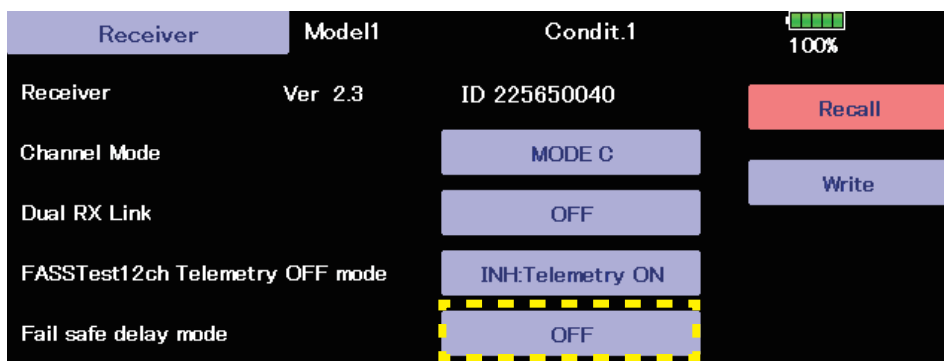 Receiver Model1 Condit.1 100%
Receiver Ver 2.3 ID 225650040 Recall
Channel Mode MODE C
Write
Dual RX Link OFF
FASSTest12ch Telemetry OFF mode INH:Telemetry ON
Fail safe delay mode OFF